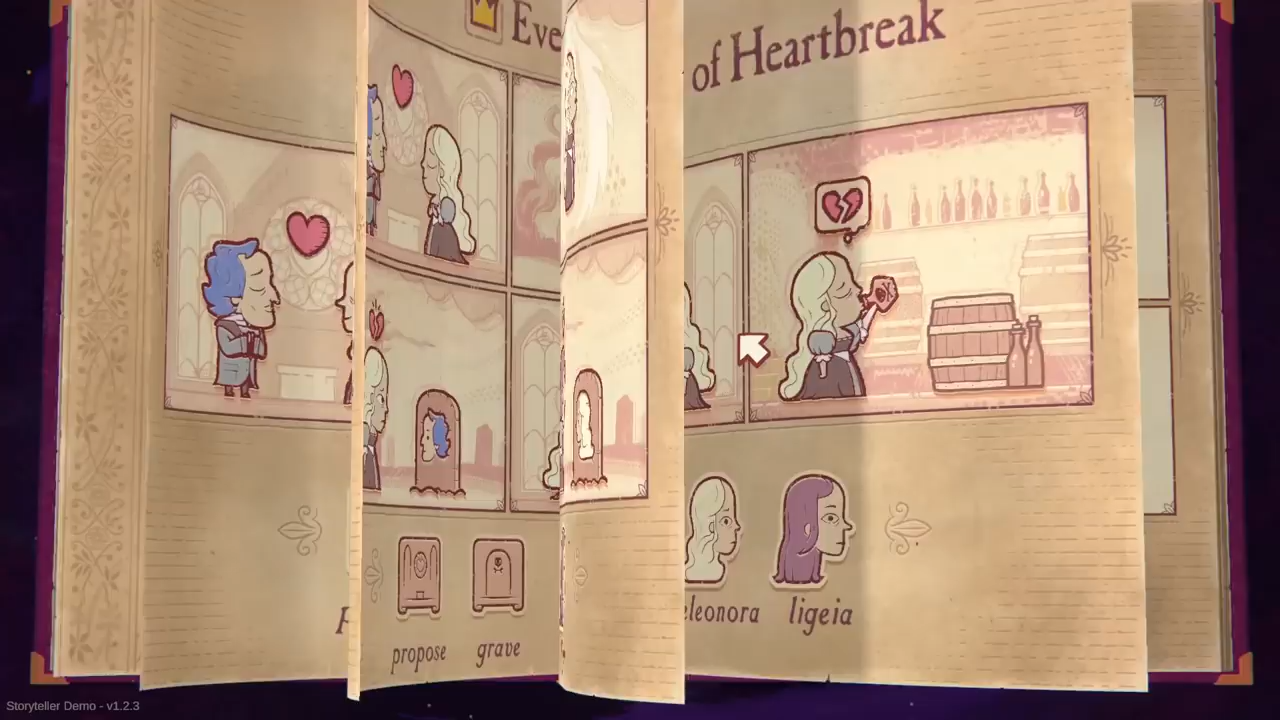 Eve
of Heartbreak
eleonora
ligeia
propose
grave
Storyteller Demo - v1.2.3